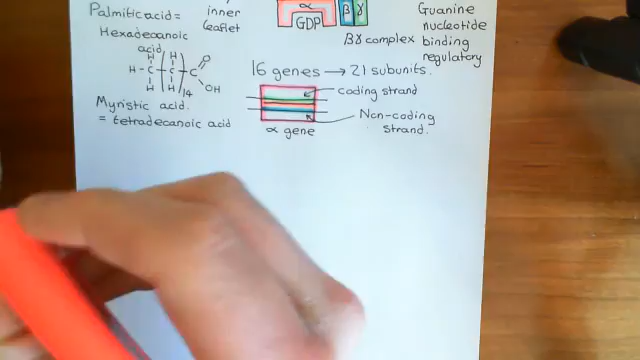 Palmitic acid =
Hexadecanoic
acid
H H O
H - C C - C
H H 14 OH
Myristic acid.
= tetradecanoic acid
inner
leaflet
α
GDP
β γ
βγ complex
Guanine
nucleotide
binding
regulatory
16 genes → 21 subunits.
coding strand
Non-coding
strand.
α gene